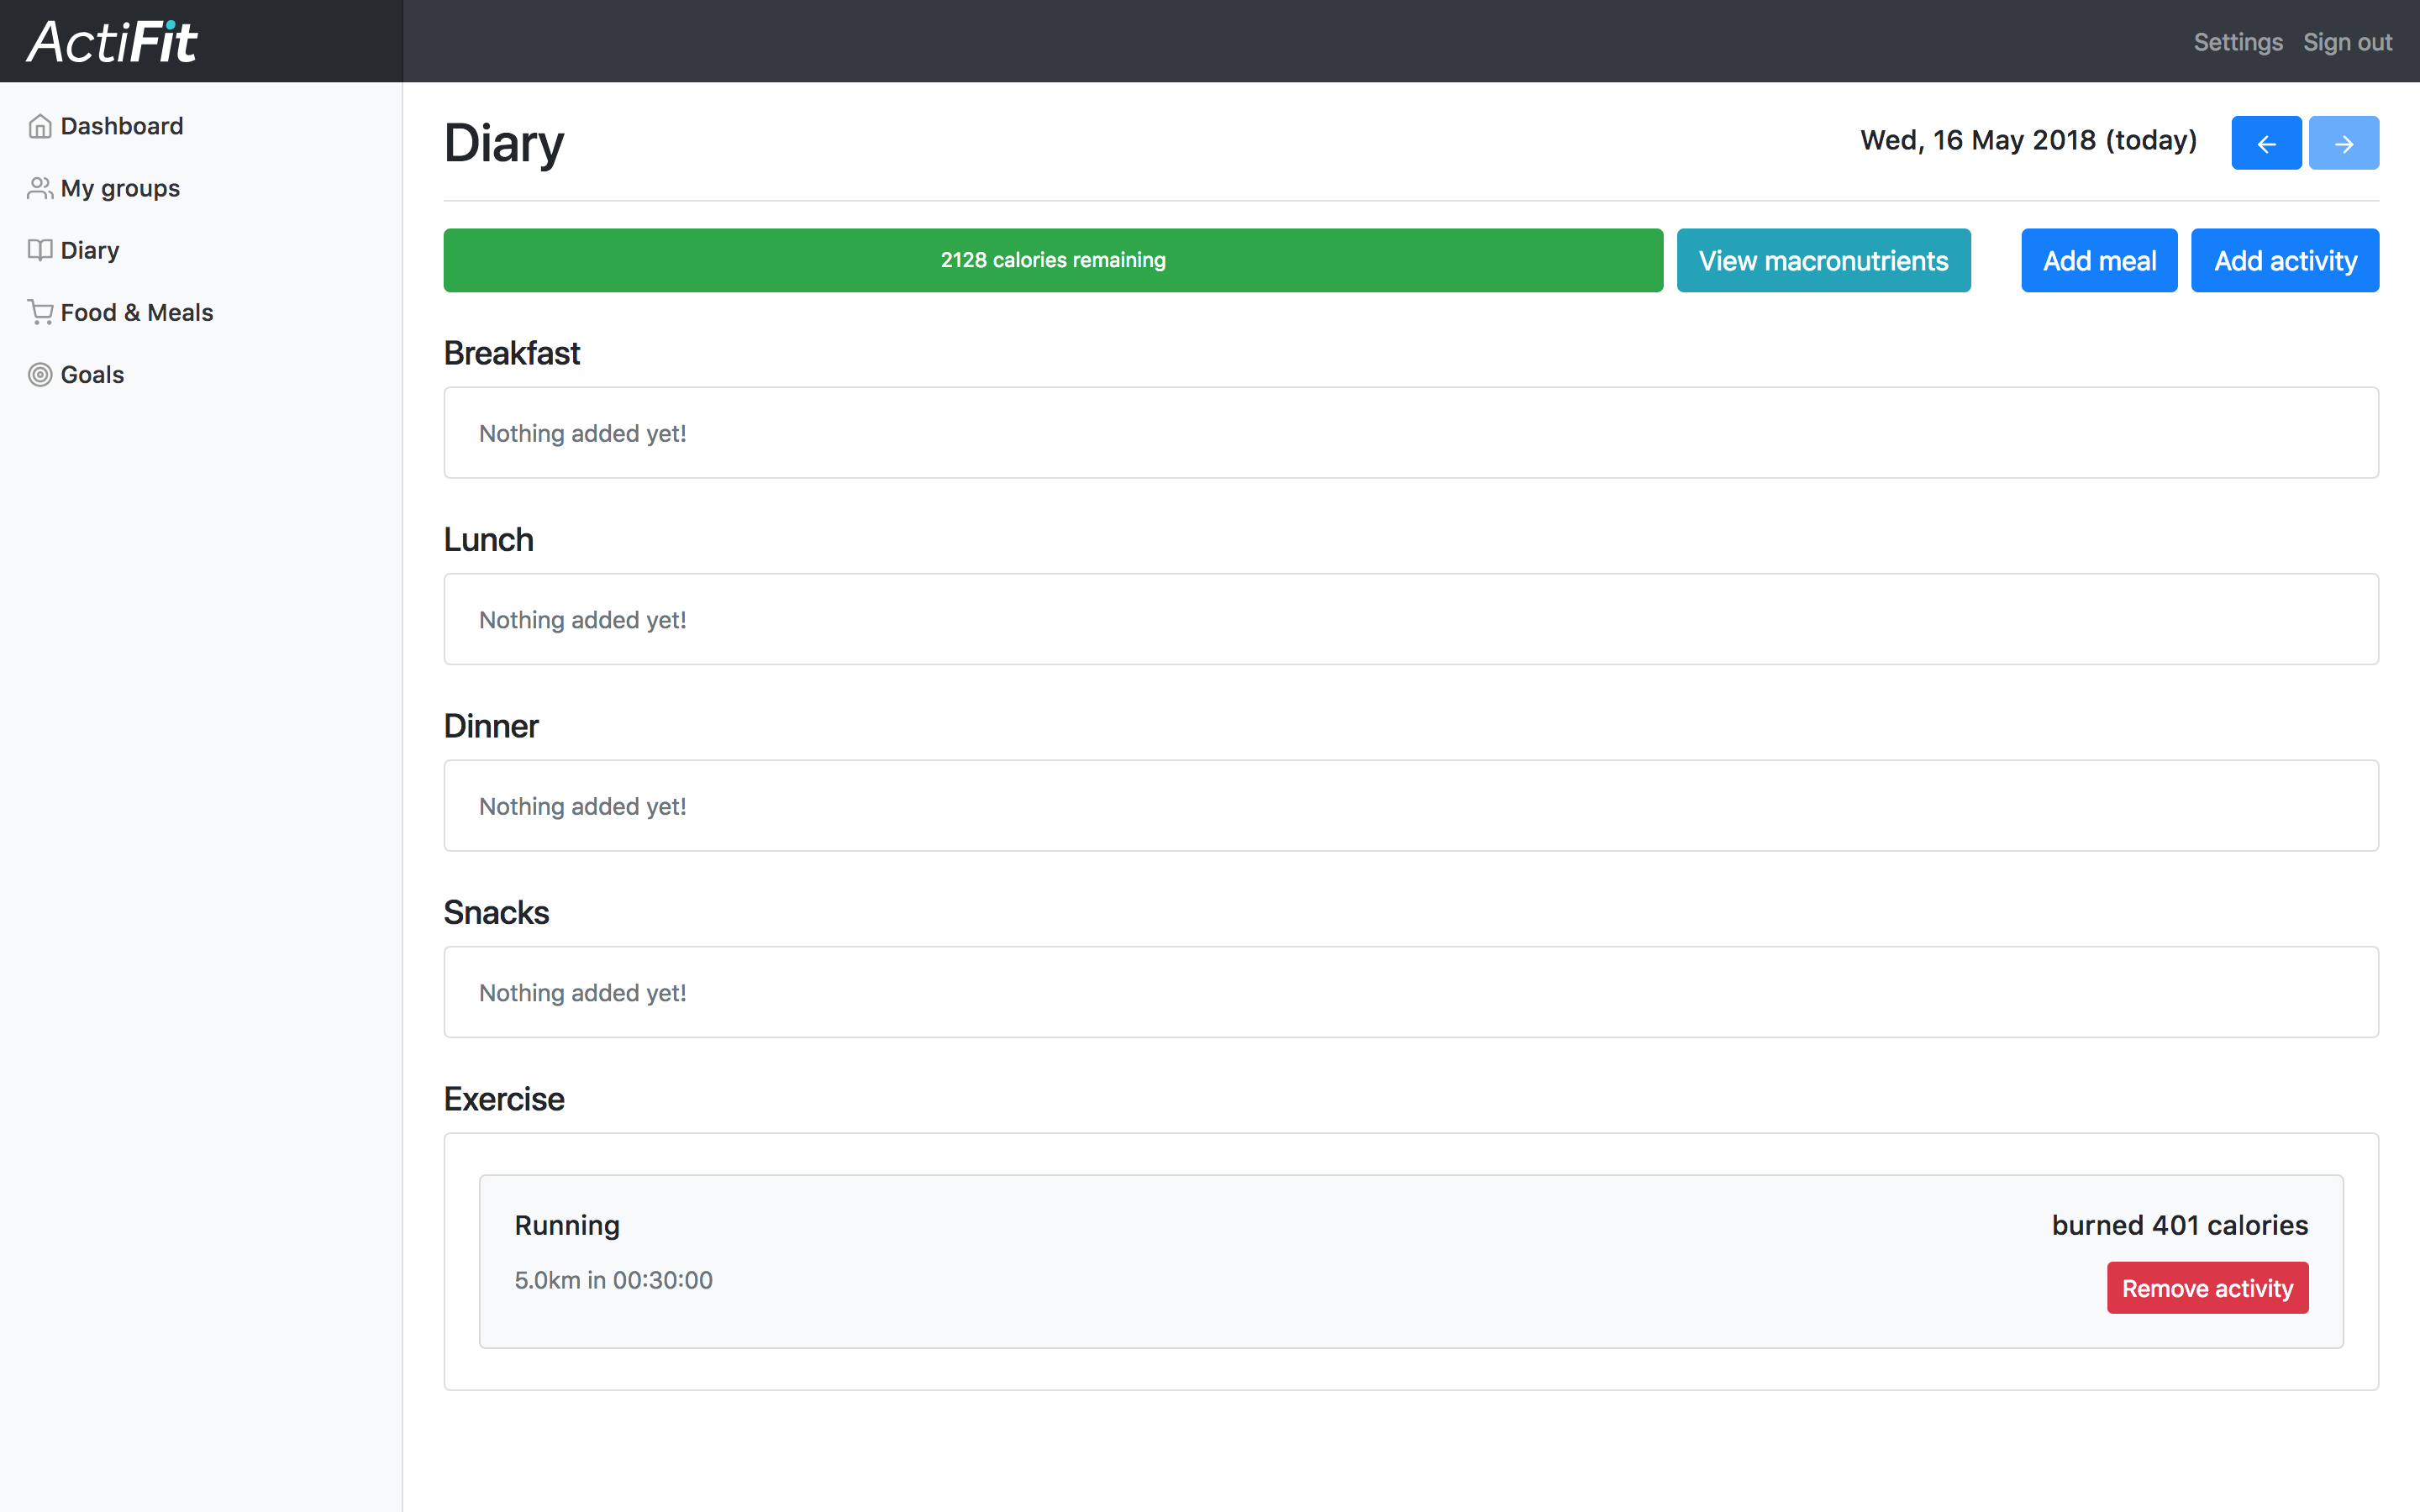 ActiFit
Settings Sign out
Dashboard
My groups
Diary
Food & Meals
Goals
Diary
Wed, 16 May 2018 (today)
2128 calories remaining
View macronutrients
Add meal
Add activity
Breakfast
Nothing added yet!
Lunch
Nothing added yet!
Dinner
Nothing added yet!
Snacks
Nothing added yet!
Exercise
Running
burned 401 calories
5.0km in 00:30:00
Remove activity